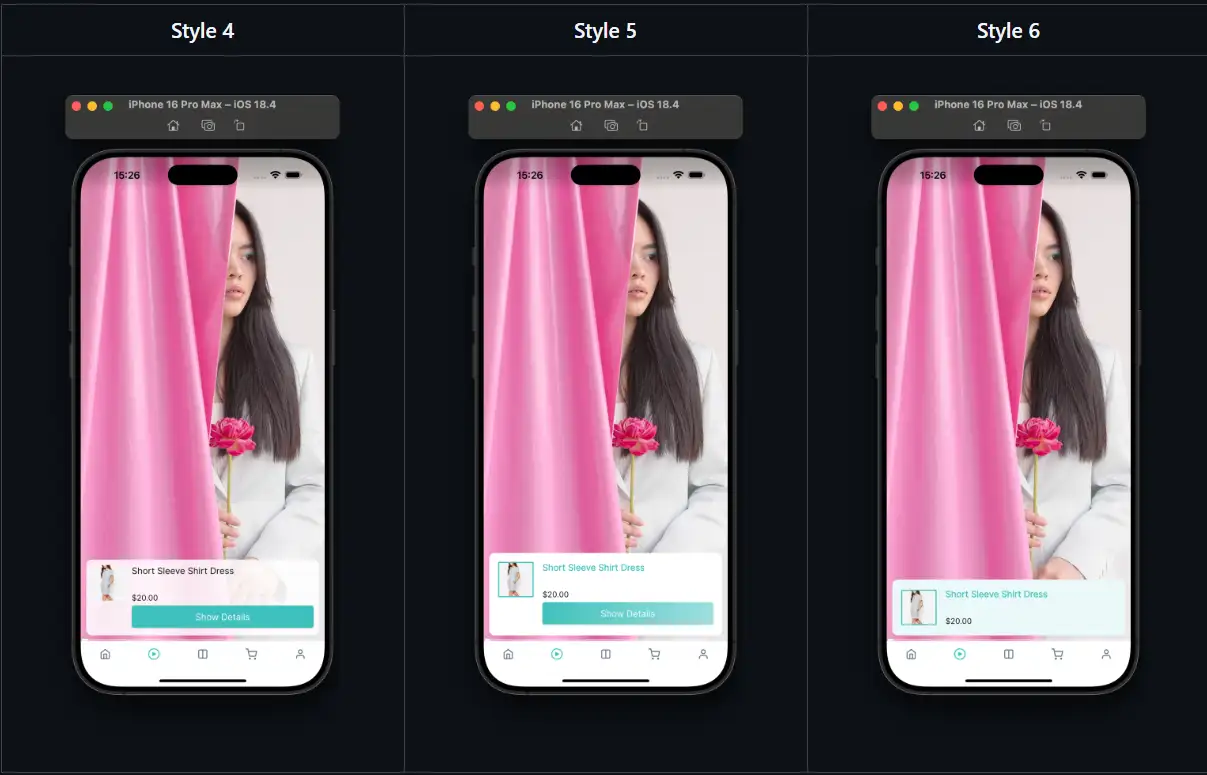 Style 4
Style 5
Style 6
iPhone 16 Pro Max – iOS 18.4
iPhone 16 Pro Max – iOS 18.4
iPhone 16 Pro Max – iOS 18.4
15:26
15:26
15:26
Short Sleeve Shirt Dress
$20.00
Show Details
Short Sleeve Shirt Dress
$20.00
Show Details
Short Sleeve Shirt Dress
$20.00